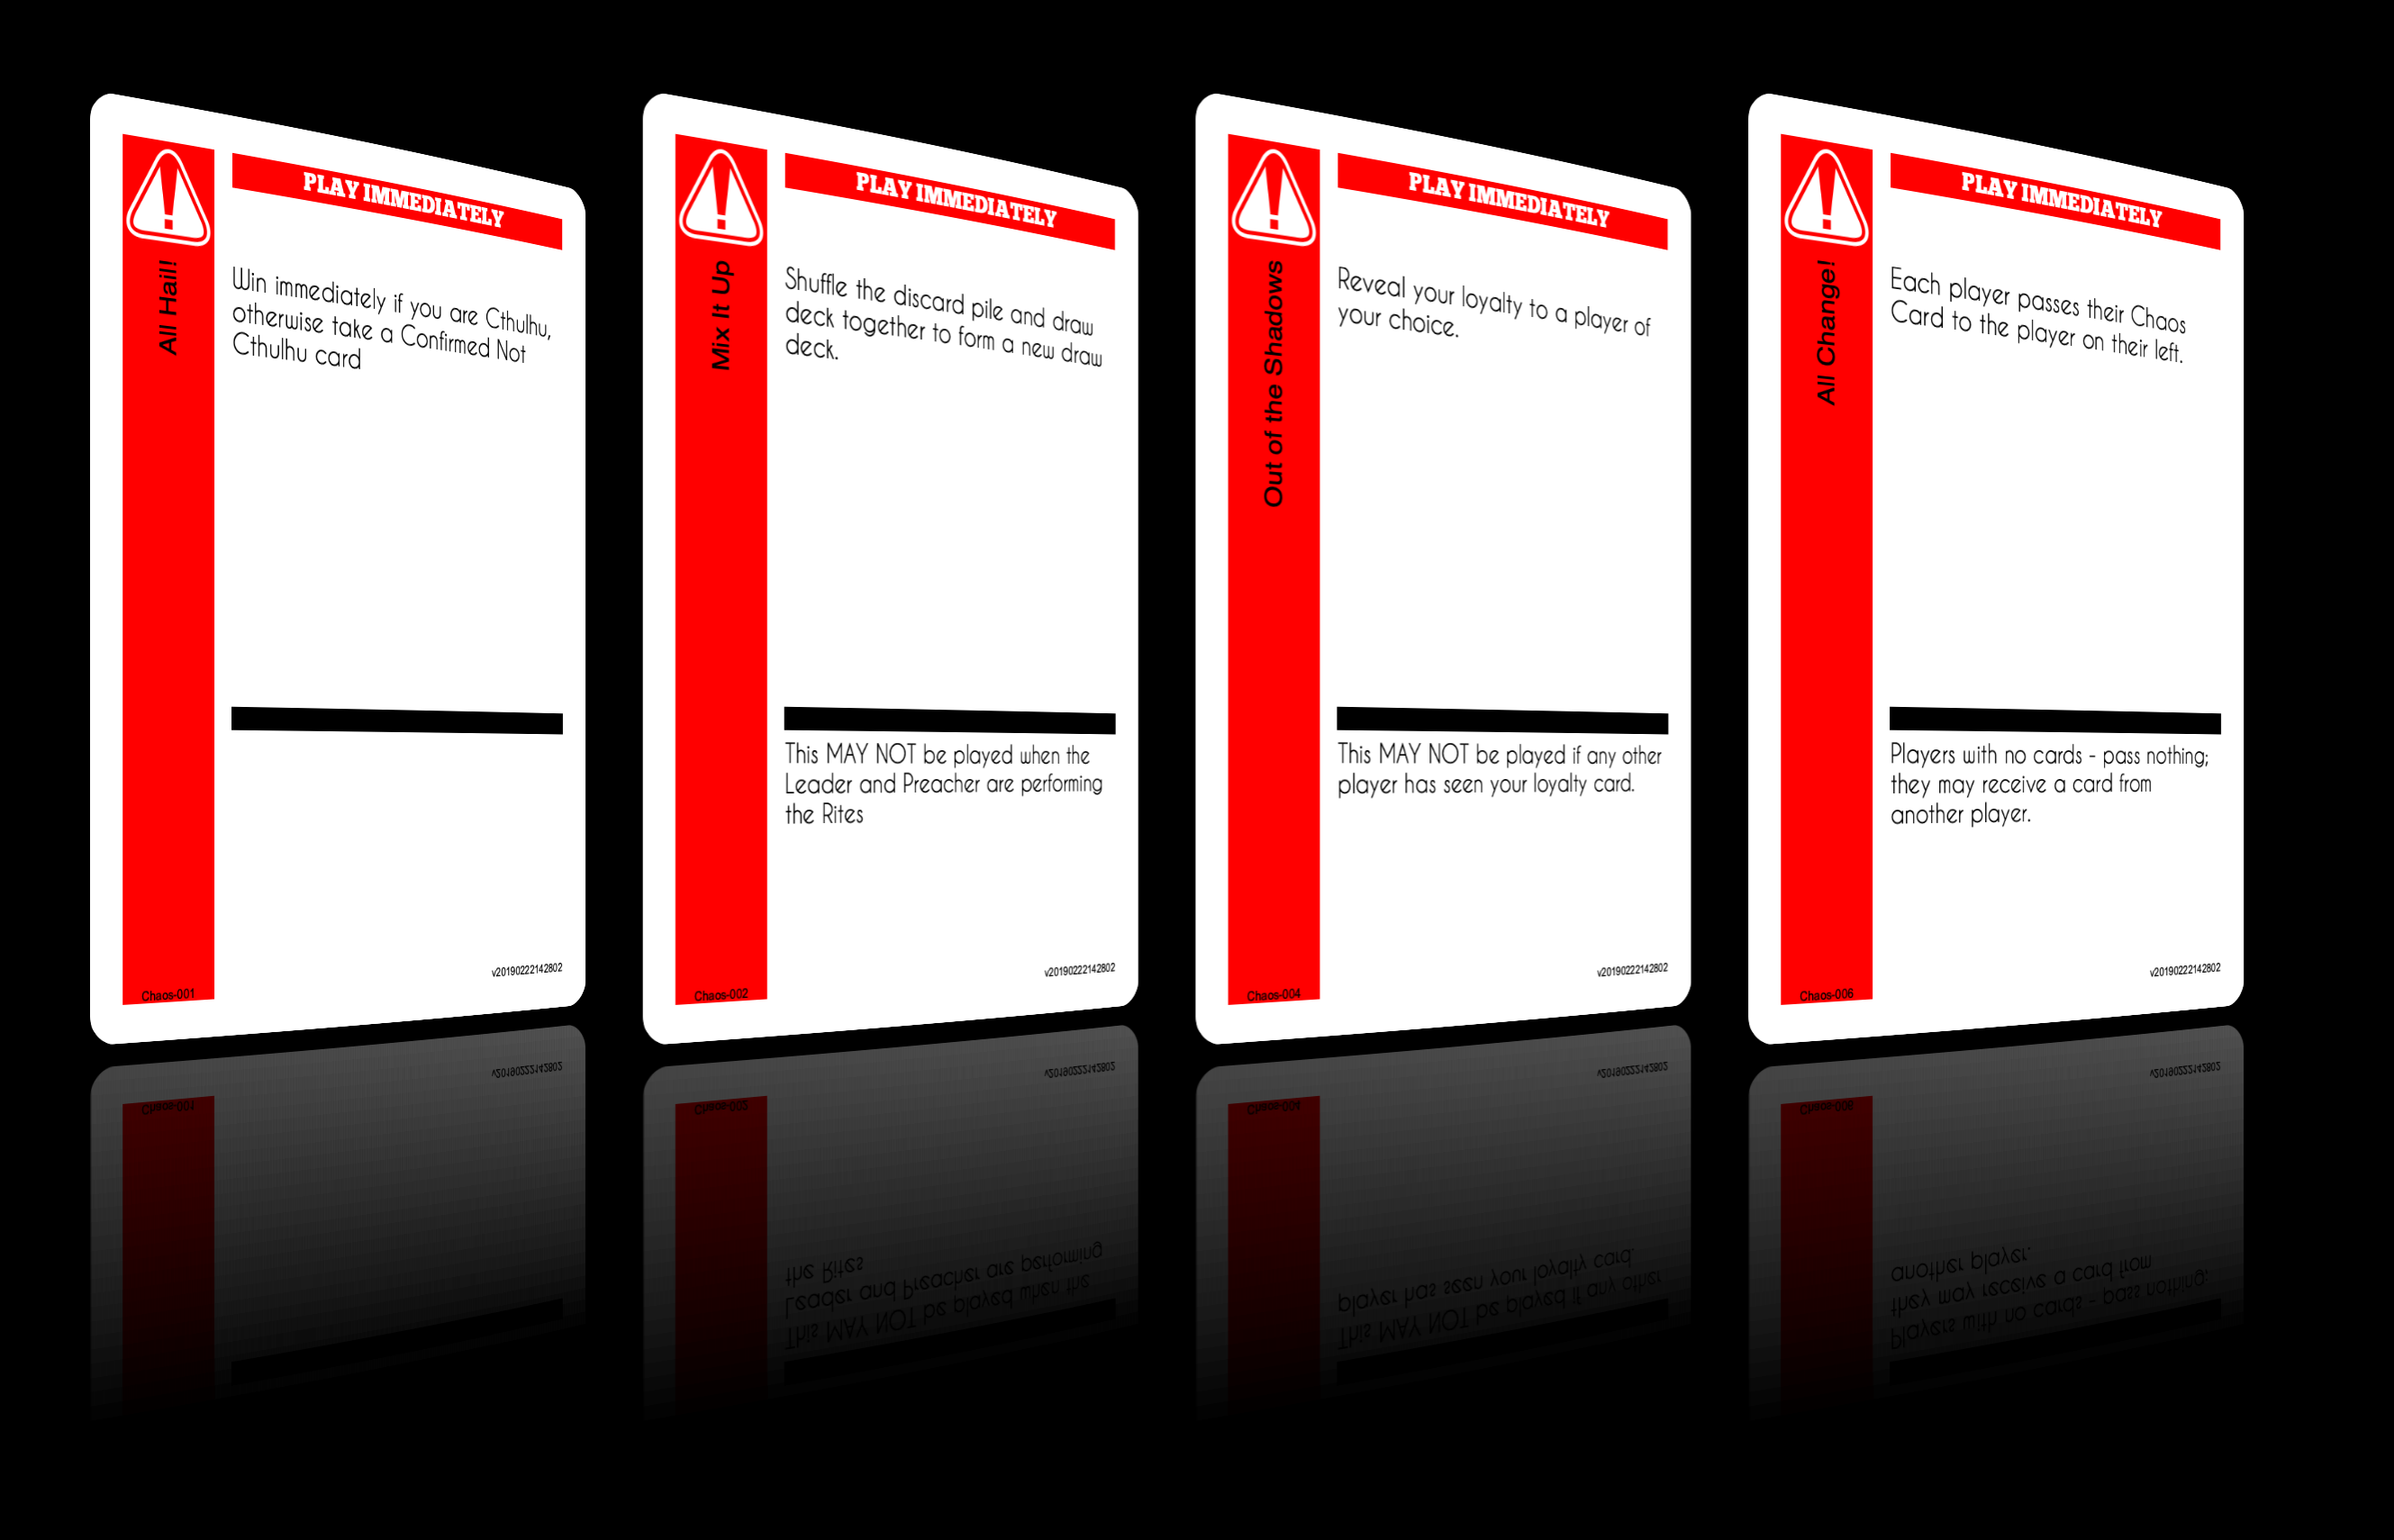 PLAY IMMEDIATELY
All Hail!
Win immediately if you are Cthulhu,
otherwise take a Confirmed Not
Cthulhu card
v20190222142802
Chaos-001
PLAY IMMEDIATELY
Mix It Up
Shuffle the discard pile and draw
deck together to form a new draw
deck.
This MAY NOT be played when the
Leader and Preacher are performing
the Rites
v20190222142802
Chaos-002
PLAY IMMEDIATELY
Out of the Shadows
Reveal your loyalty to a player of
your choice.
This MAY NOT be played if any other
player has seen your loyalty card.
v20190222142802
Chaos-004
PLAY IMMEDIATELY
All Change!
Each player passes their Chaos
Card to the player on their left.
Players with no cards - pass nothing;
they may receive a card from
another player.
v20190222142802
Chaos-006